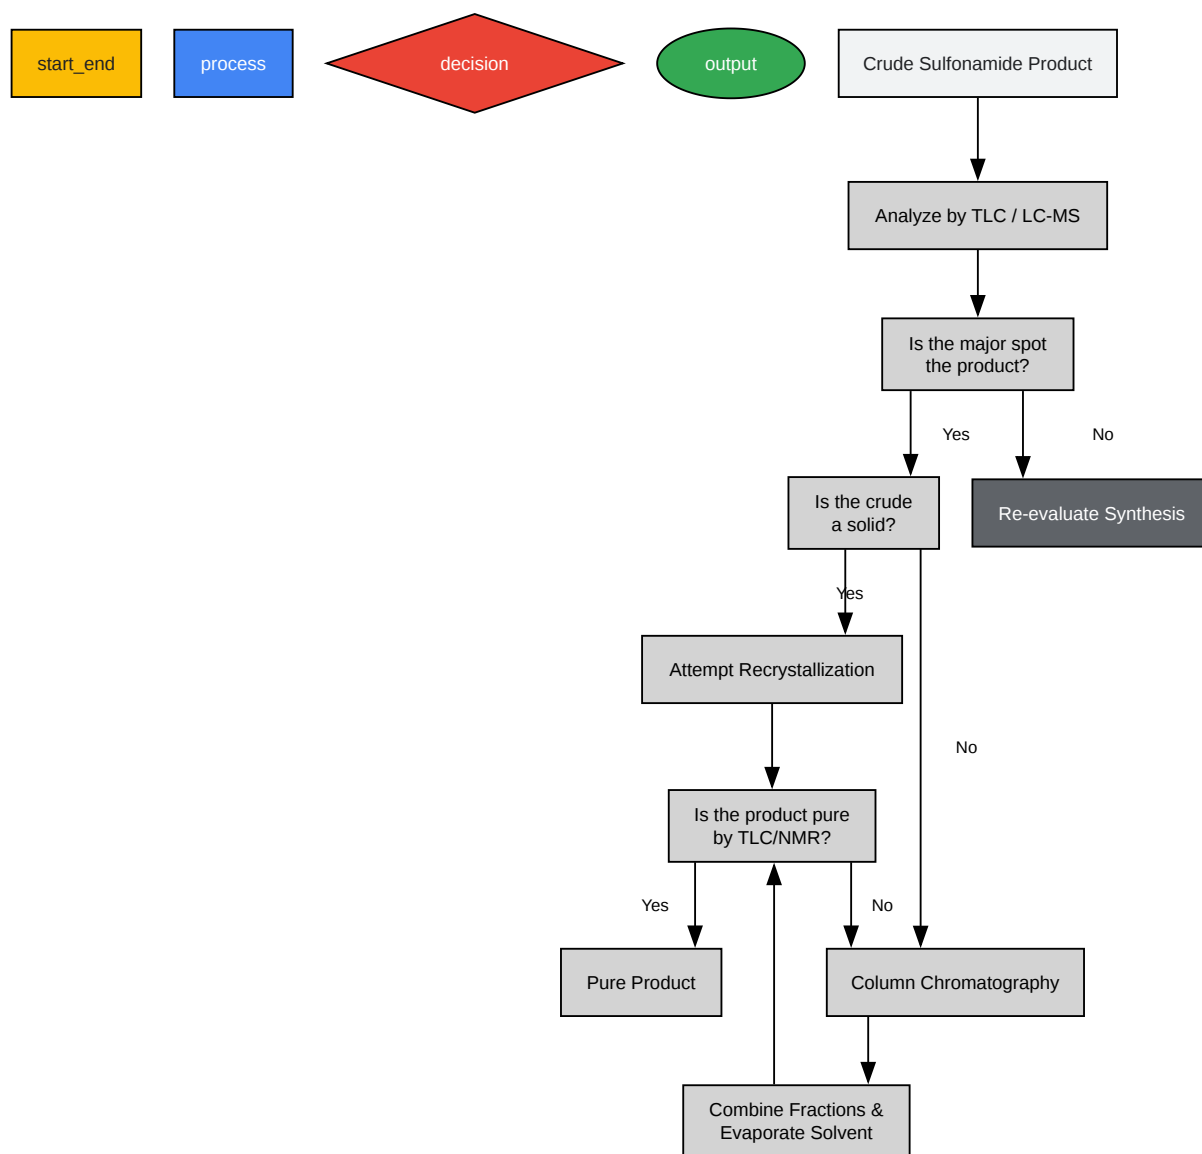 start_end
process
decision
output
Crude Sulfonamide Product
Analyze by TLC / LC-MS
Is the major spot
the product?
Yes
No
Is the crude
a solid?
Re-evaluate Synthesis
Yes
Attempt Recrystallization
No
Is the product pure
by TLC/NMR?
Yes
No
Pure Product
Column Chromatography
Combine Fractions &
Evaporate Solvent